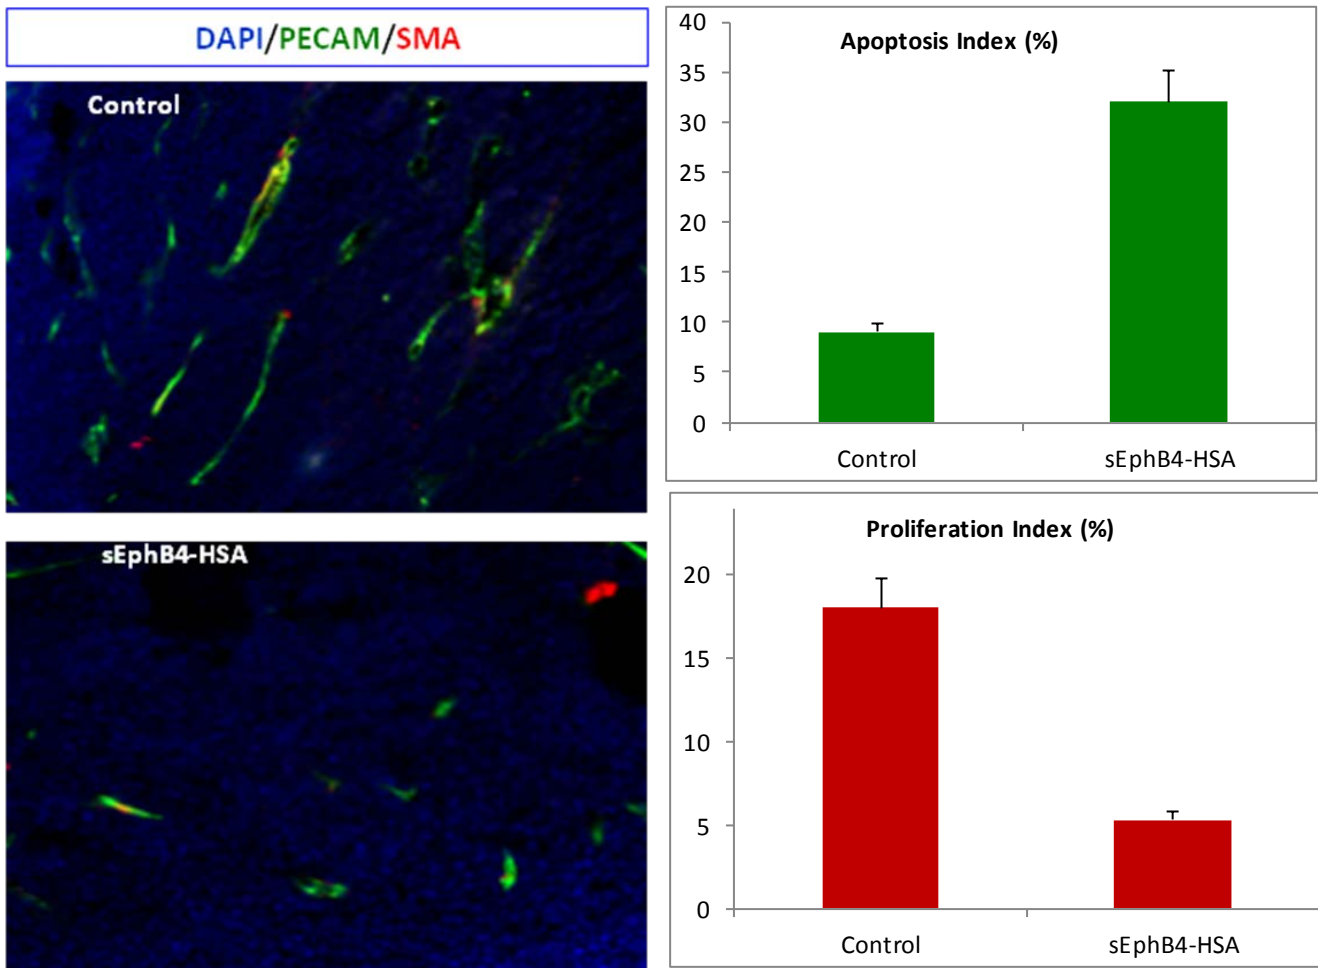 DAPI/PECAM/SMA
Control
sEphB4-HSA
Apoptosis Index (%)
40
35
30
25
20
15
10
5
0
Control
sEphB4-HSA
Proliferation Index (%)
20
15
10
5
0
Control
sEphB4-HSA